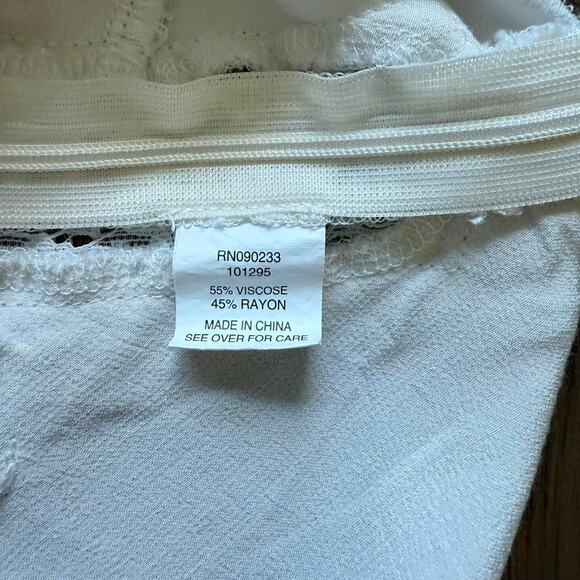 RN090233
101295
55% VISCOSE
45% RAYON
MADE IN CHINA
SEE OVER FOR CARE